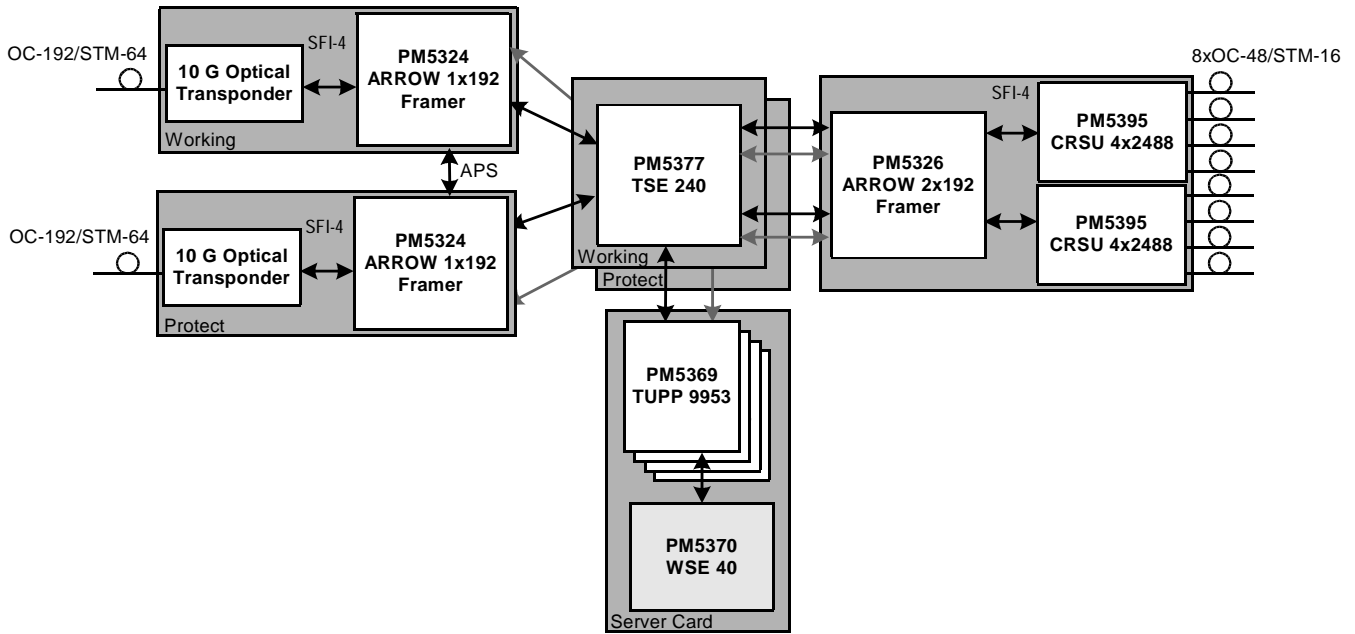 OC-192/STM-64
10 G Optical
Transponder
SFI-4
PM5324
ARROW 1x192
Framer
Working
APS
OC-192/STM-64
10 G Optical
Transponder
SFI-4
PM5324
ARROW 1x192
Framer
Protect
PM5377
TSE 240
Working
Protect
PM5326
ARROW 2x192
Framer
SFI-4
PM5395
CRSU 4x2488
PM5395
CRSU 4x2488
8xOC-48/STM-16
PM5369
TUPP 9953
PM5370
WSE 40
Server Card